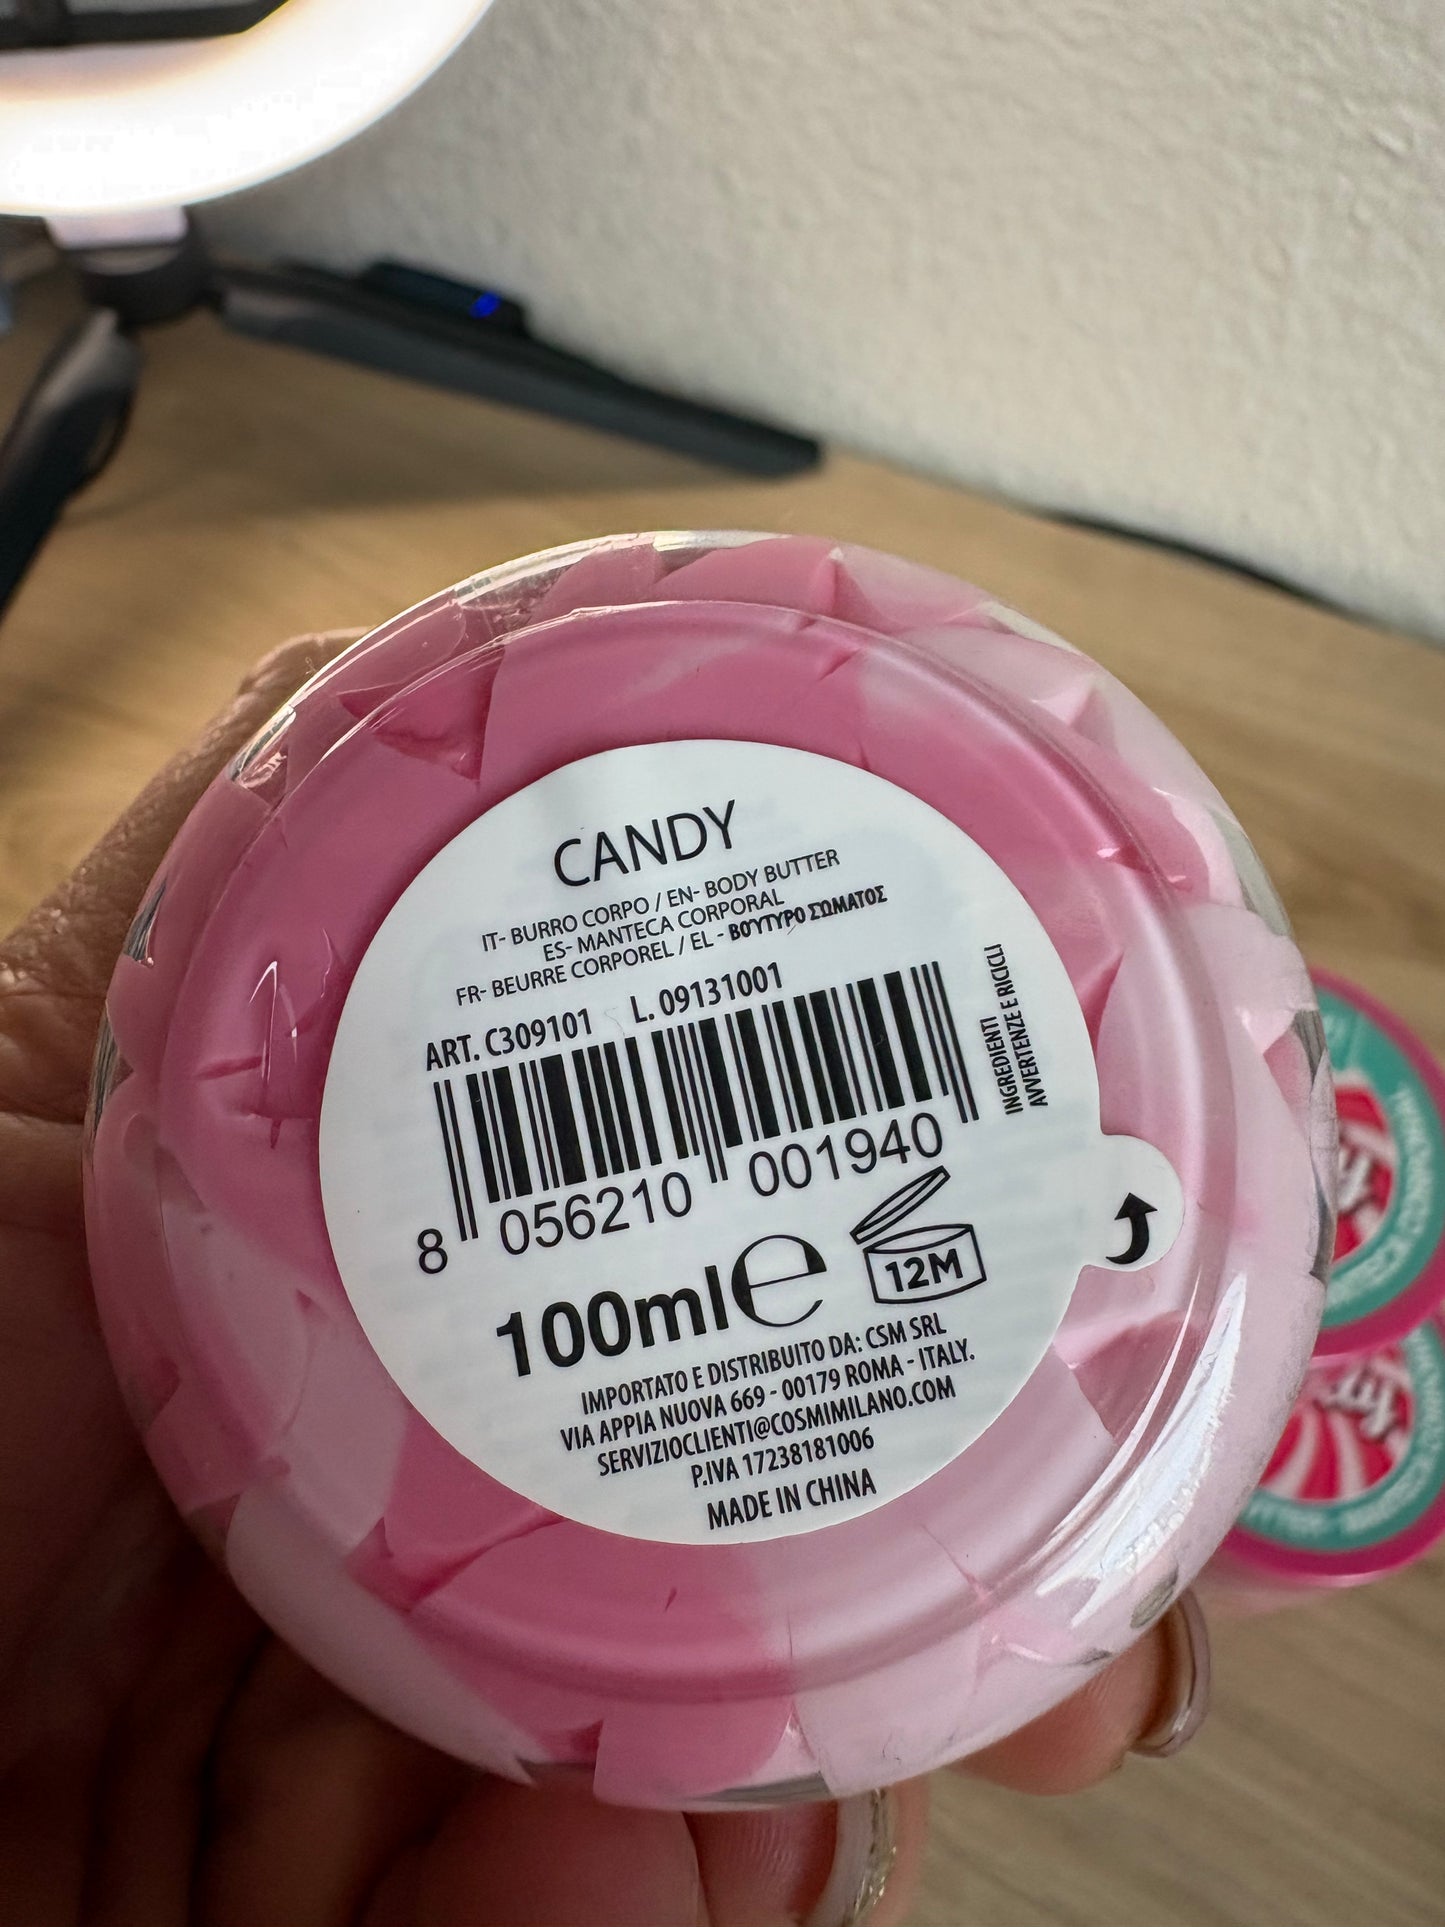 CANDY
IT- BURRO CORPO / EN- BODY BUTTER
ES- MANTECA CORPORAL
FR- BEURRE CORPOREL / EL - ΒΟΥΤΥΡΟ ΣΩΜΑΤΟΣ
ART. C309101 L. 09131001
8 056210 001940
INGREDIENTI
AVVERTENZE E RICICLI
100ml℮
12M
IMPORTATO E DISTRIBUITO DA: CSM SRL
VIA APPIA NUOVA 669 - 00179 ROMA - ITALY.
SERVIZIOCLIENTI@COSMIMILANO.COM
P.IVA 17238181006
MADE IN CHINA